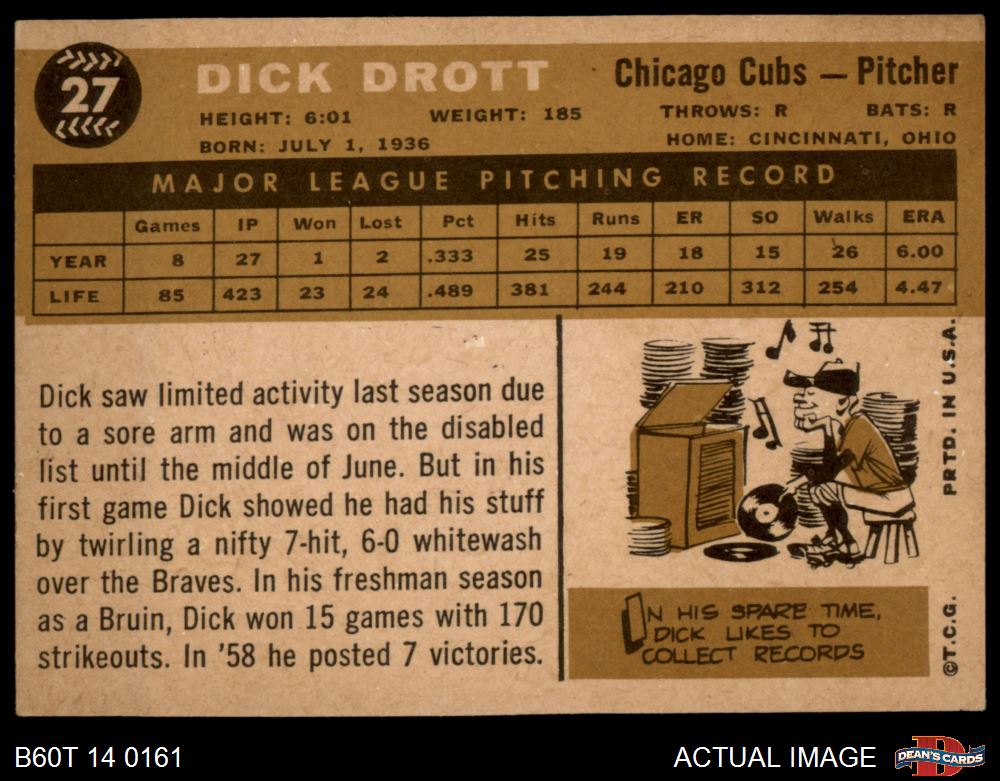 27
DICK DROTT
Chicago Cubs — Pitcher
HEIGHT: 6:01 WEIGHT: 185 THROWS: R BATS: R
BORN: JULY 1, 1936 HOME: CINCINNATI, OHIO
MAJOR LEAGUE PITCHING RECORD
Games IP Won Lost Pct Hits Runs ER SO Walks ERA
YEAR 8 27 1 2 .333 25 19 18 15 26 6.00
LIFE 85 423 23 24 .489 381 244 210 312 254 4.47
Dick saw limited activity last season due
to a sore arm and was on the disabled
list until the middle of June. But in his
first game Dick showed he had his stuff
by twirling a nifty 7-hit, 6-0 whitewash
over the Braves. In his freshman season
as a Bruin, Dick won 15 games with 170
strikeouts. In '58 he posted 7 victories.
IN HIS SPARE TIME,
DICK LIKES TO
COLLECT RECORDS
©T.C.G. PRTD. IN U.S.A.
B60T 14 0161
ACTUAL IMAGE
D
DEAN'S CARDS